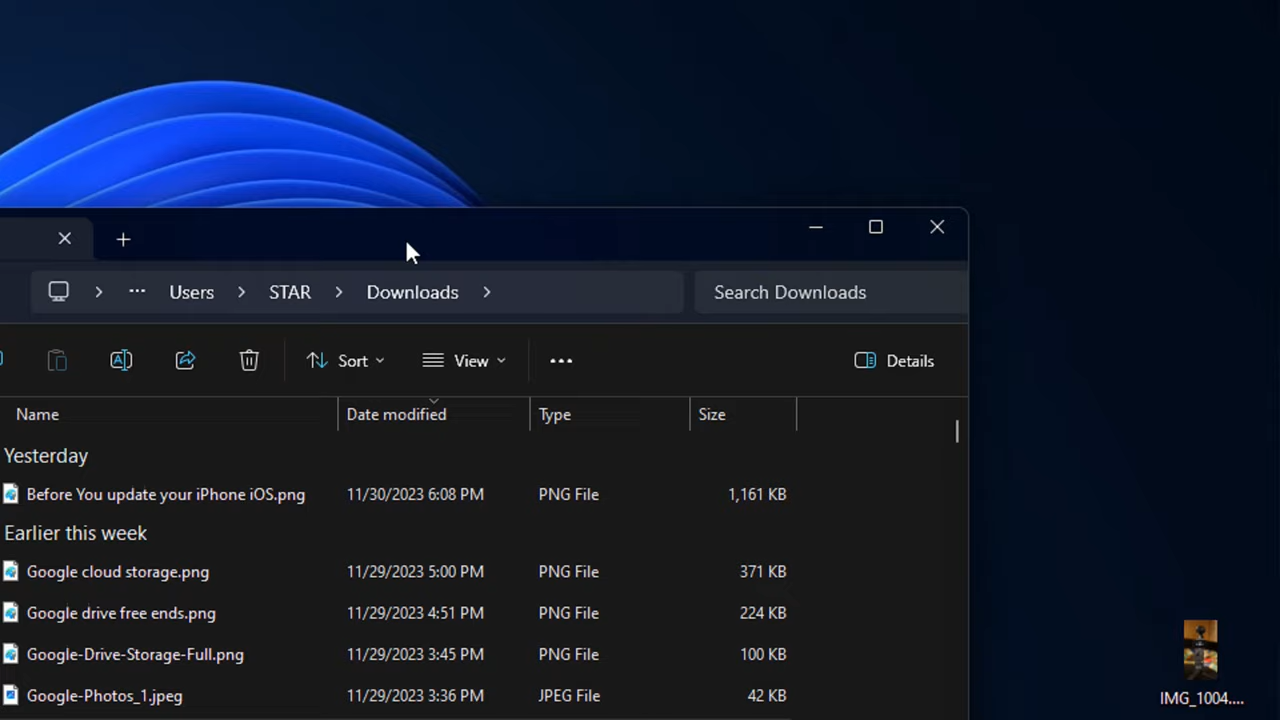 Users > STAR > Downloads >
Search Downloads
Sort View ... Details
Name Date modified Type Size
Yesterday
Before You update your iPhone iOS.png 11/30/2023 6:08 PM PNG File 1,161 KB
Earlier this week
Google cloud storage.png 11/29/2023 5:00 PM PNG File 371 KB
Google drive free ends.png 11/29/2023 4:51 PM PNG File 224 KB
Google-Drive-Storage-Full.png 11/29/2023 3:45 PM PNG File 100 KB
Google-Photos_1.jpeg 11/29/2023 3:36 PM JPEG File 42 KB
IMG_1004....